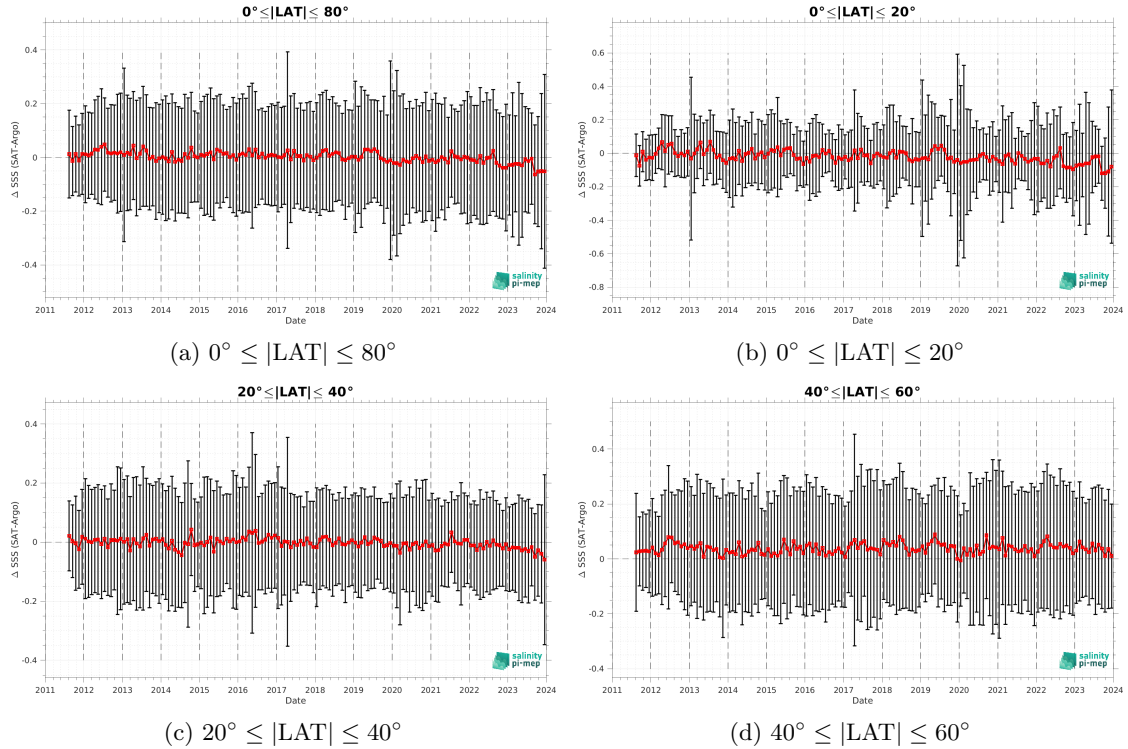 0°≤|LAT|≤ 80°
Δ SSS (SAT-Argo)
0.4
0.2
0
-0.2
-0.4
salinity
pi-mep
2011 2012 2013 2014 2015 2016 2017 2018 2019 2020 2021 2022 2023 2024
Date
(a) 0° ≤ |LAT| ≤ 80°
0°≤|LAT|≤ 20°
Δ SSS (SAT-Argo)
0.6
0.4
0.2
0
-0.2
-0.4
-0.6
-0.8
salinity
pi-mep
2011 2012 2013 2014 2015 2016 2017 2018 2019 2020 2021 2022 2023 2024
Date
(b) 0° ≤ |LAT| ≤ 20°
20°≤|LAT|≤ 40°
Δ SSS (SAT-Argo)
0.4
0.2
0
-0.2
-0.4
salinity
pi-mep
2011 2012 2013 2014 2015 2016 2017 2018 2019 2020 2021 2022 2023 2024
Date
(c) 20° ≤ |LAT| ≤ 40°
40°≤|LAT|≤ 60°
Δ SSS (SAT-Argo)
0.4
0.2
0
-0.2
-0.4
salinity
pi-mep
2011 2012 2013 2014 2015 2016 2017 2018 2019 2020 2021 2022 2023 2024
Date
(d) 40° ≤ |LAT| ≤ 60°